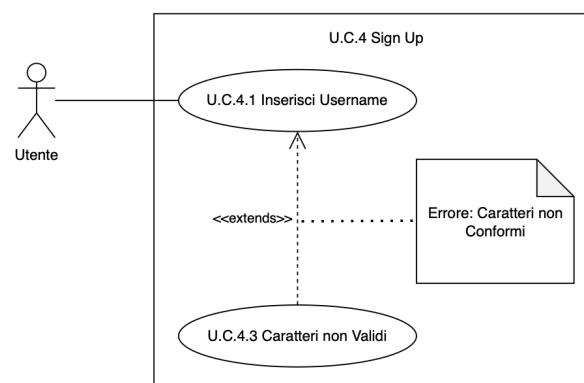 U.C.4 Sign Up
U.C.4.1 Inserisci Username
Utente
<<extends>>
Errore: Caratteri non
Conformi
U.C.4.3 Caratteri non Validi